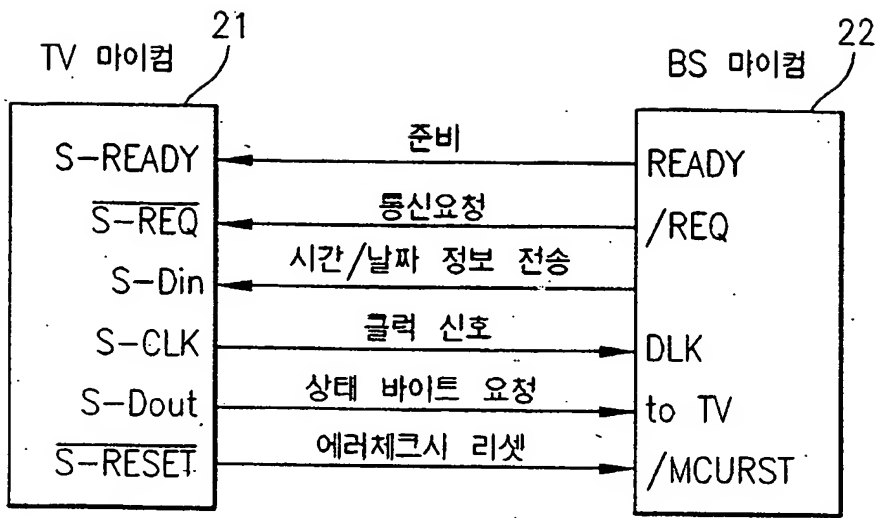 21
TV 마이컴
22
BS 마이컴
S-READY
준비
READY
S-REQ
통신요청
/REQ
시간/날짜 정보 전송
S-Din
S-CLK
클럭 신호
DLK
S-Dout
상태 바이트 요청
to TV
S-RESET
에러체크시 리셋
/MCURST